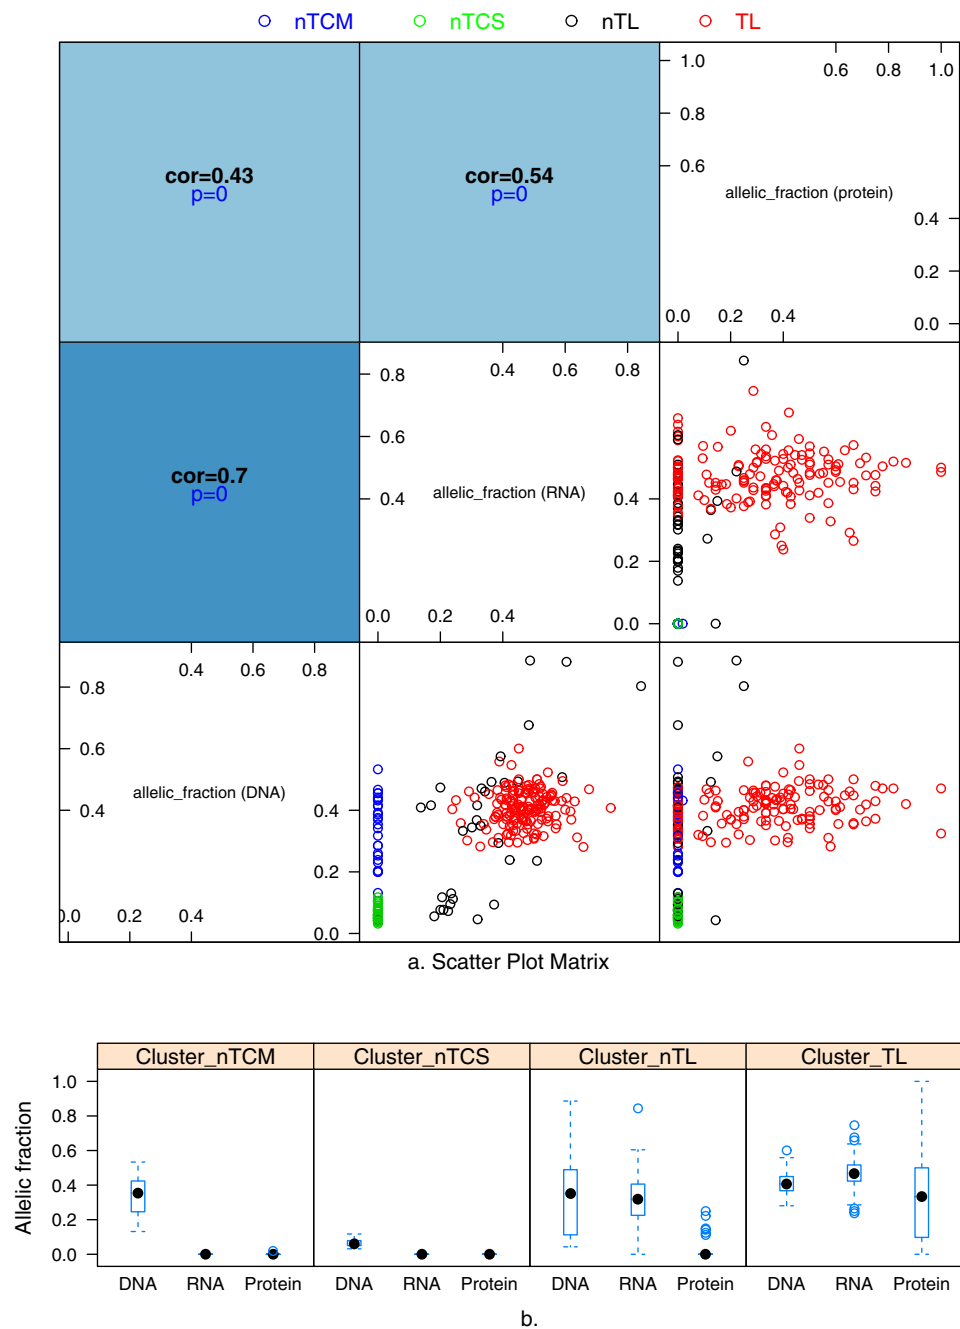 nTCM nTCS nTL TL
1.0 0.6 0.8 1.0
0.8
0.6
cor=0.43 cor=0.54
p=0 p=0
allelic_fraction (protein)
0.4
0.2
0.0 0.2 0.4 0.0
0.8 0.4 0.6 0.8
0.6
cor=0.7
p=0
0.4 allelic_fraction (RNA) 0.4
0.2
0.0 0.2 0.4 0.0
0.4 0.6 0.8
0.8 0.8
0.6 0.6
allelic_fraction (DNA)
0.4 0.4
0.2
0.0 0.2 0.4 0.0
a. Scatter Plot Matrix
Cluster_nTCM Cluster_nTCS Cluster_nTL Cluster_TL
Allelic fraction
1.0
0.8
0.6
0.4
0.2
0.0
DNA RNA Protein DNA RNA Protein DNA RNA Protein DNA RNA Protein
b.